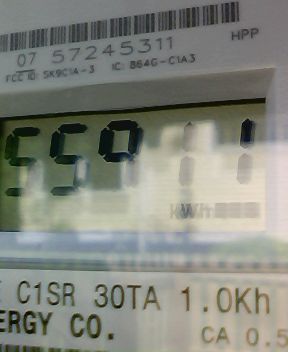 HPP
07 57245311
FCC ID: SK9C1A-3 IC: 864G-C1A3
kWh
C1SR 30TA 1.0Kh
ERGY CO.
CA 0.5